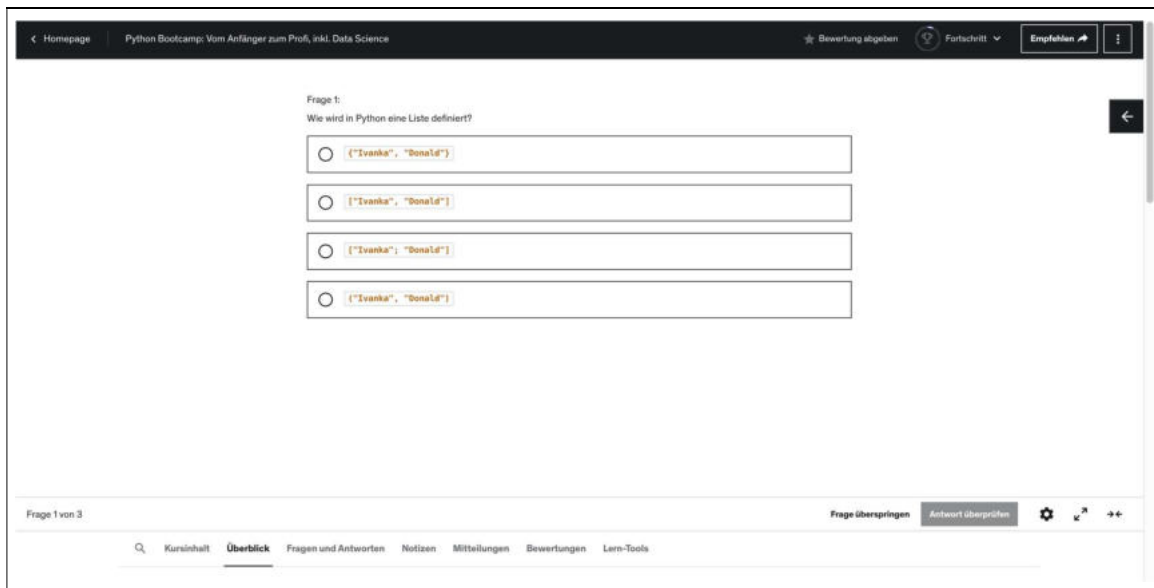 Homepage
Python Bootcamp: Vom Anfänger zum Profi, inkl. Data Science
Bewertung abgeben
Fortschritt
Empfehlen
Frage 1:
Wie wird in Python eine Liste definiert?
{"Ivanka", "Donald"}
["Ivanka", "Donald"]
["Ivanka"; "Donald"]
("Ivanka", "Donald")
Frage 1 von 3
Frage überspringen
Antwort überprüfen
Kursinhalt
Überblick
Fragen und Antworten
Notizen
Mitteilungen
Bewertungen
Lern-Tools